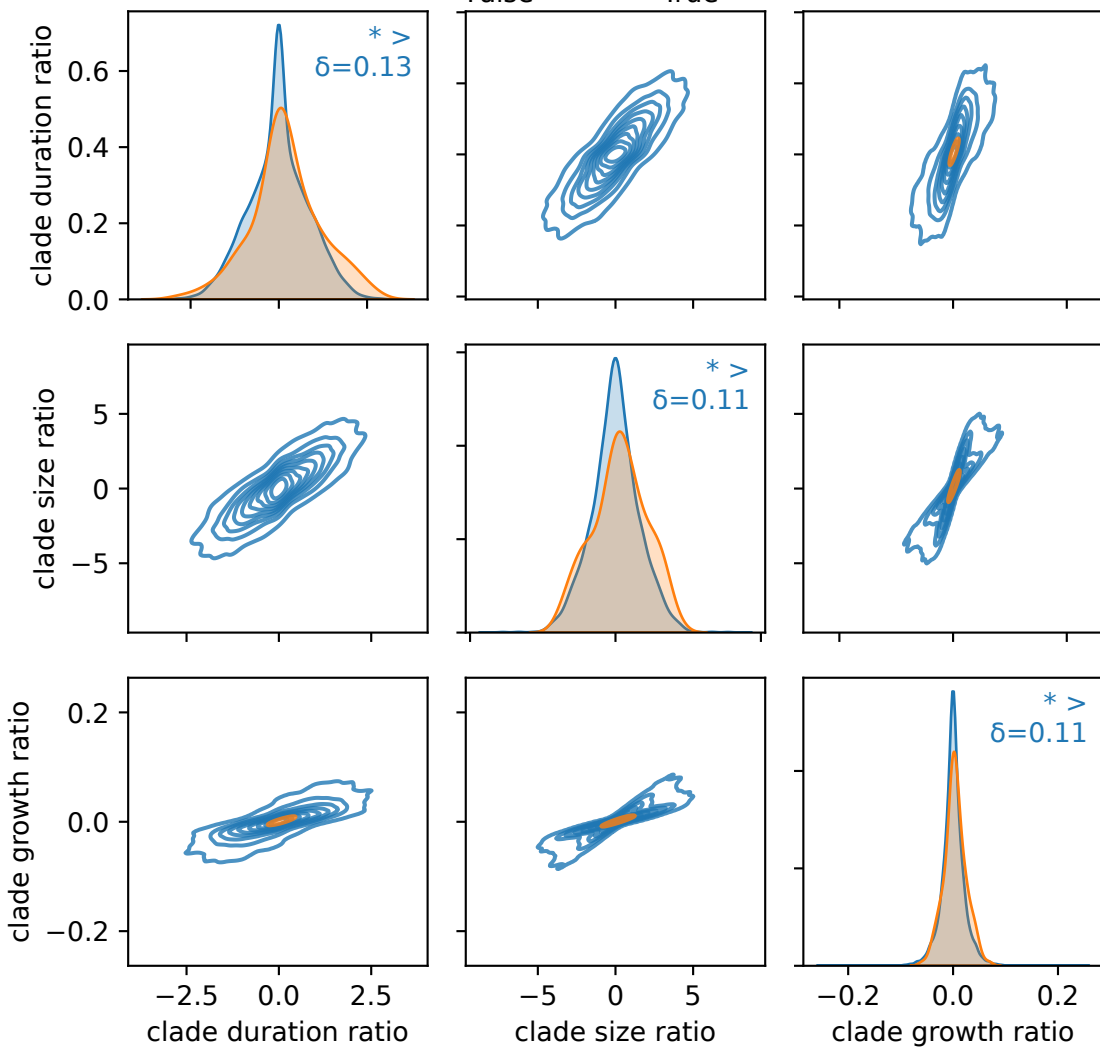 True
clade duration ratio
0.6
0.4
0.2
0.0
* >
δ=0.13
clade size ratio
5
0
−5
* >
δ=0.11
clade growth ratio
0.2
0.0
−0.2
* >
δ=0.11
−2.5 0.0 2.5
−5 0 5
−0.2 0.0 0.2
clade duration ratio
clade size ratio
clade growth ratio